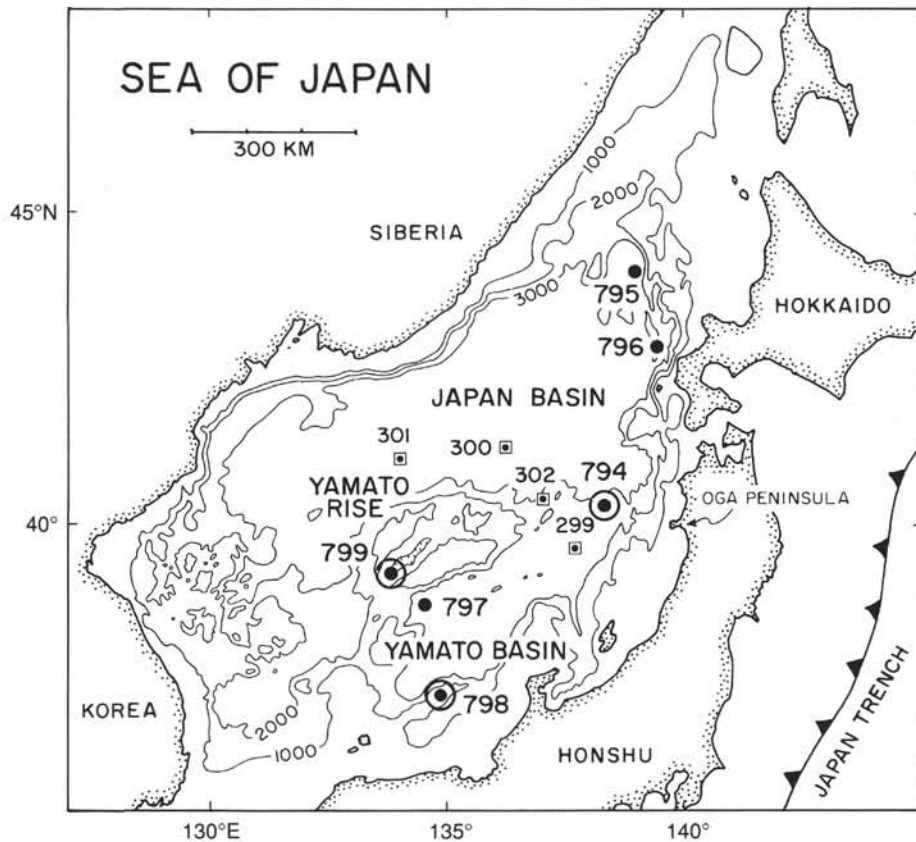 SEA OF JAPAN
300 KM
1000
2000
3000
45°N
SIBERIA
795
HOKKAIDO
796
JAPAN BASIN
301
300
302
794
YAMATO
RISE
OGA PENINSULA
299
40°
799
797
YAMATO BASIN
798
KOREA
2000
1000
HONSHU
JAPAN TRENCH
130°E
135°
140°